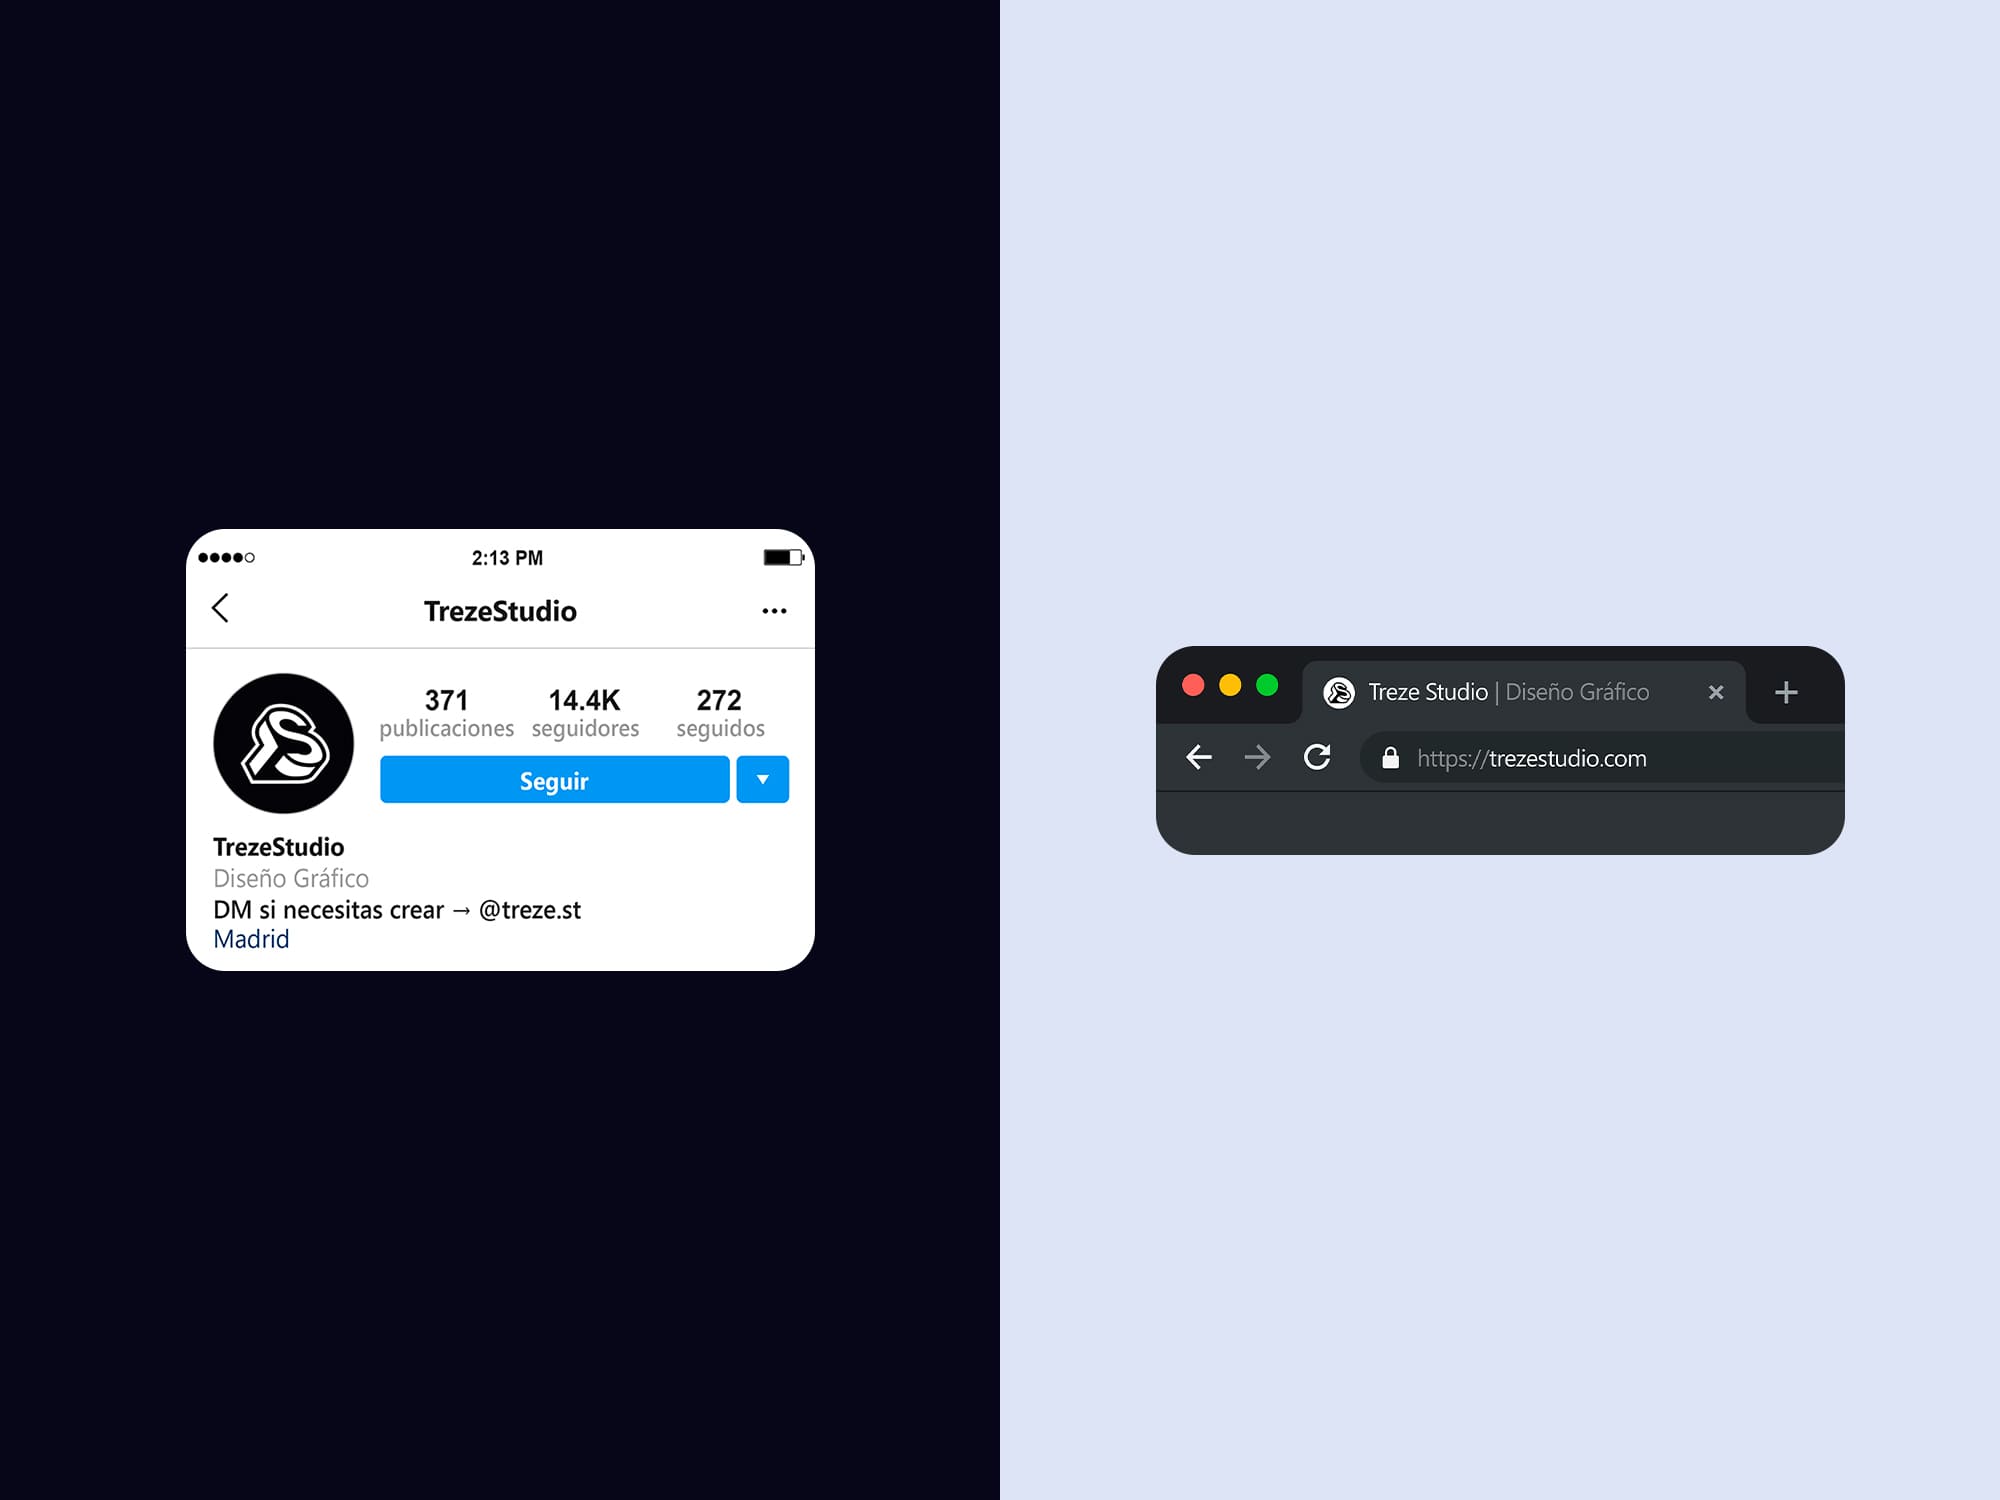 2:13 PM
TrezeStudio
371 14.4K 272
publicaciones seguidores seguidos
Seguir
TrezeStudio
Diseño Gráfico
DM si necesitas crear → @treze.st
Madrid
Treze Studio | Diseño Gráfico
https://trezestudio.com